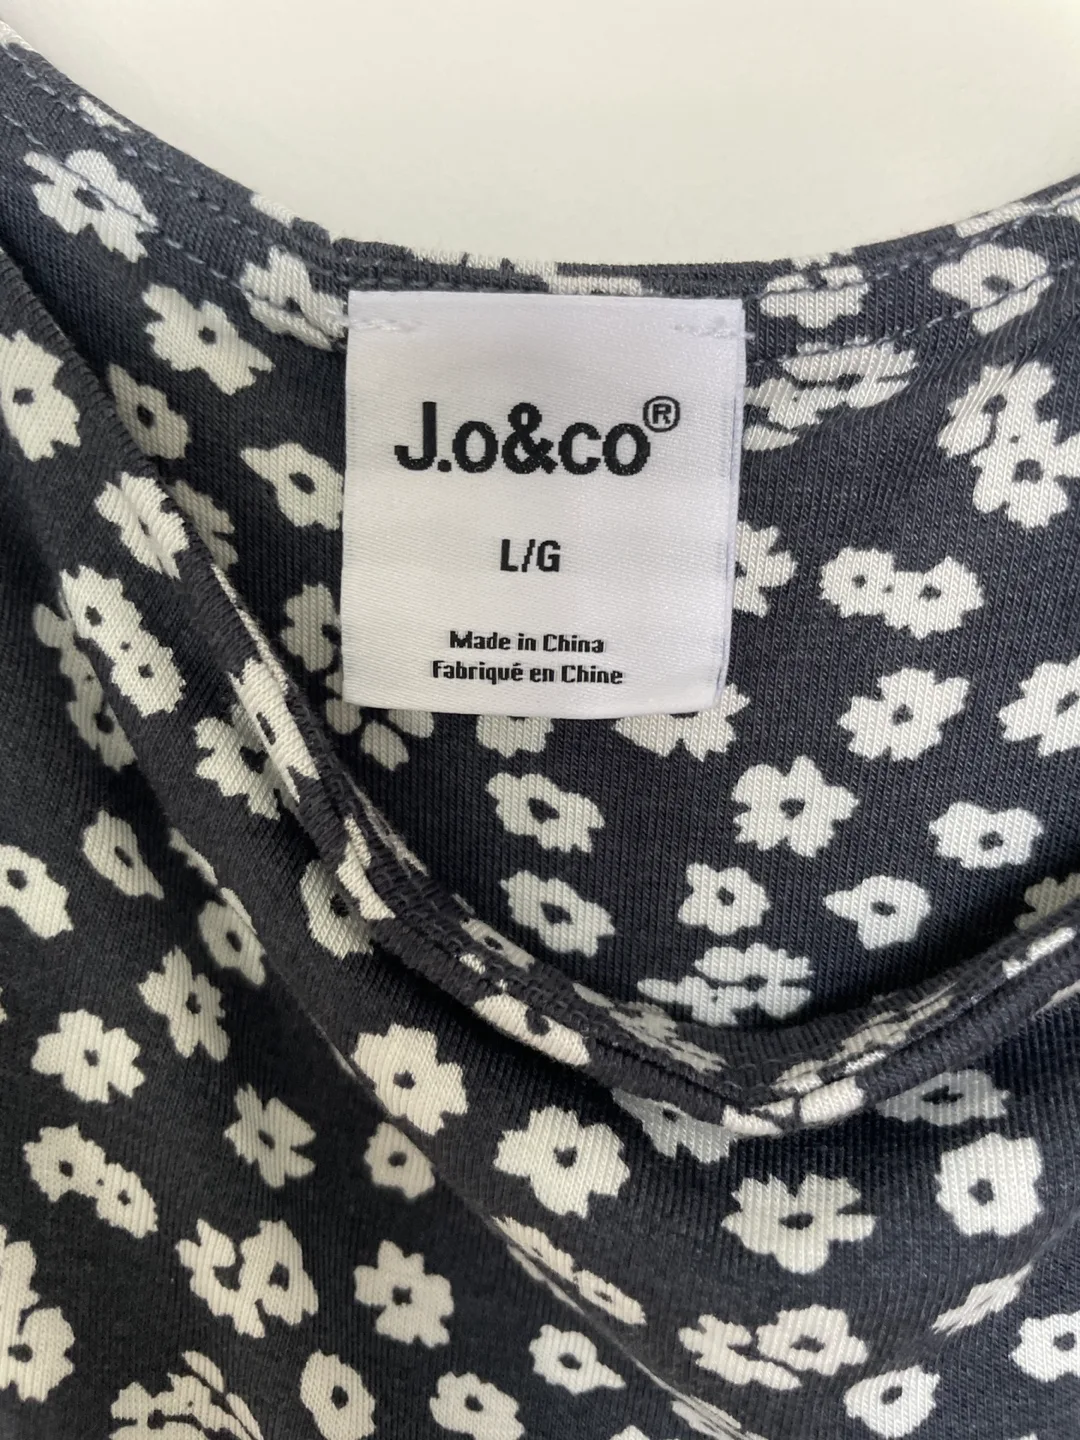 J.o&co®
L/G
Made in China
Fabriqué en Chine